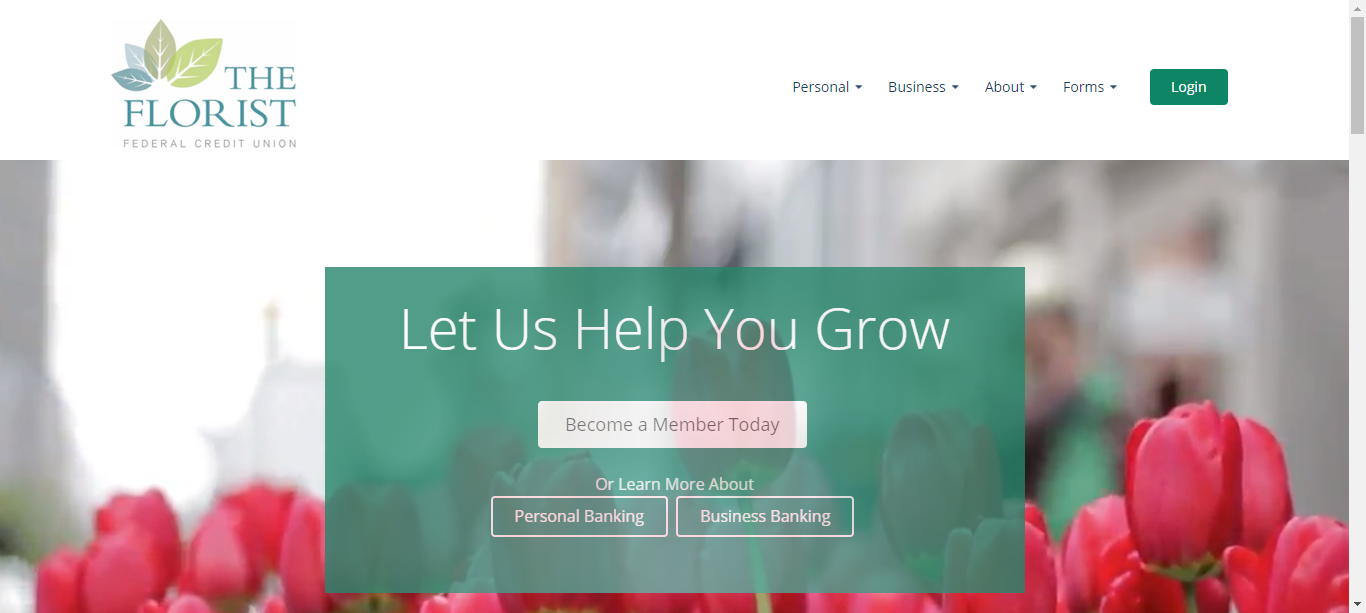 THE
FLORIST
FEDERAL CREDIT UNION
Personal Business About Forms Login
Let Us Help You Grow
Become a Member Today
Or Learn More About
Personal Banking Business Banking